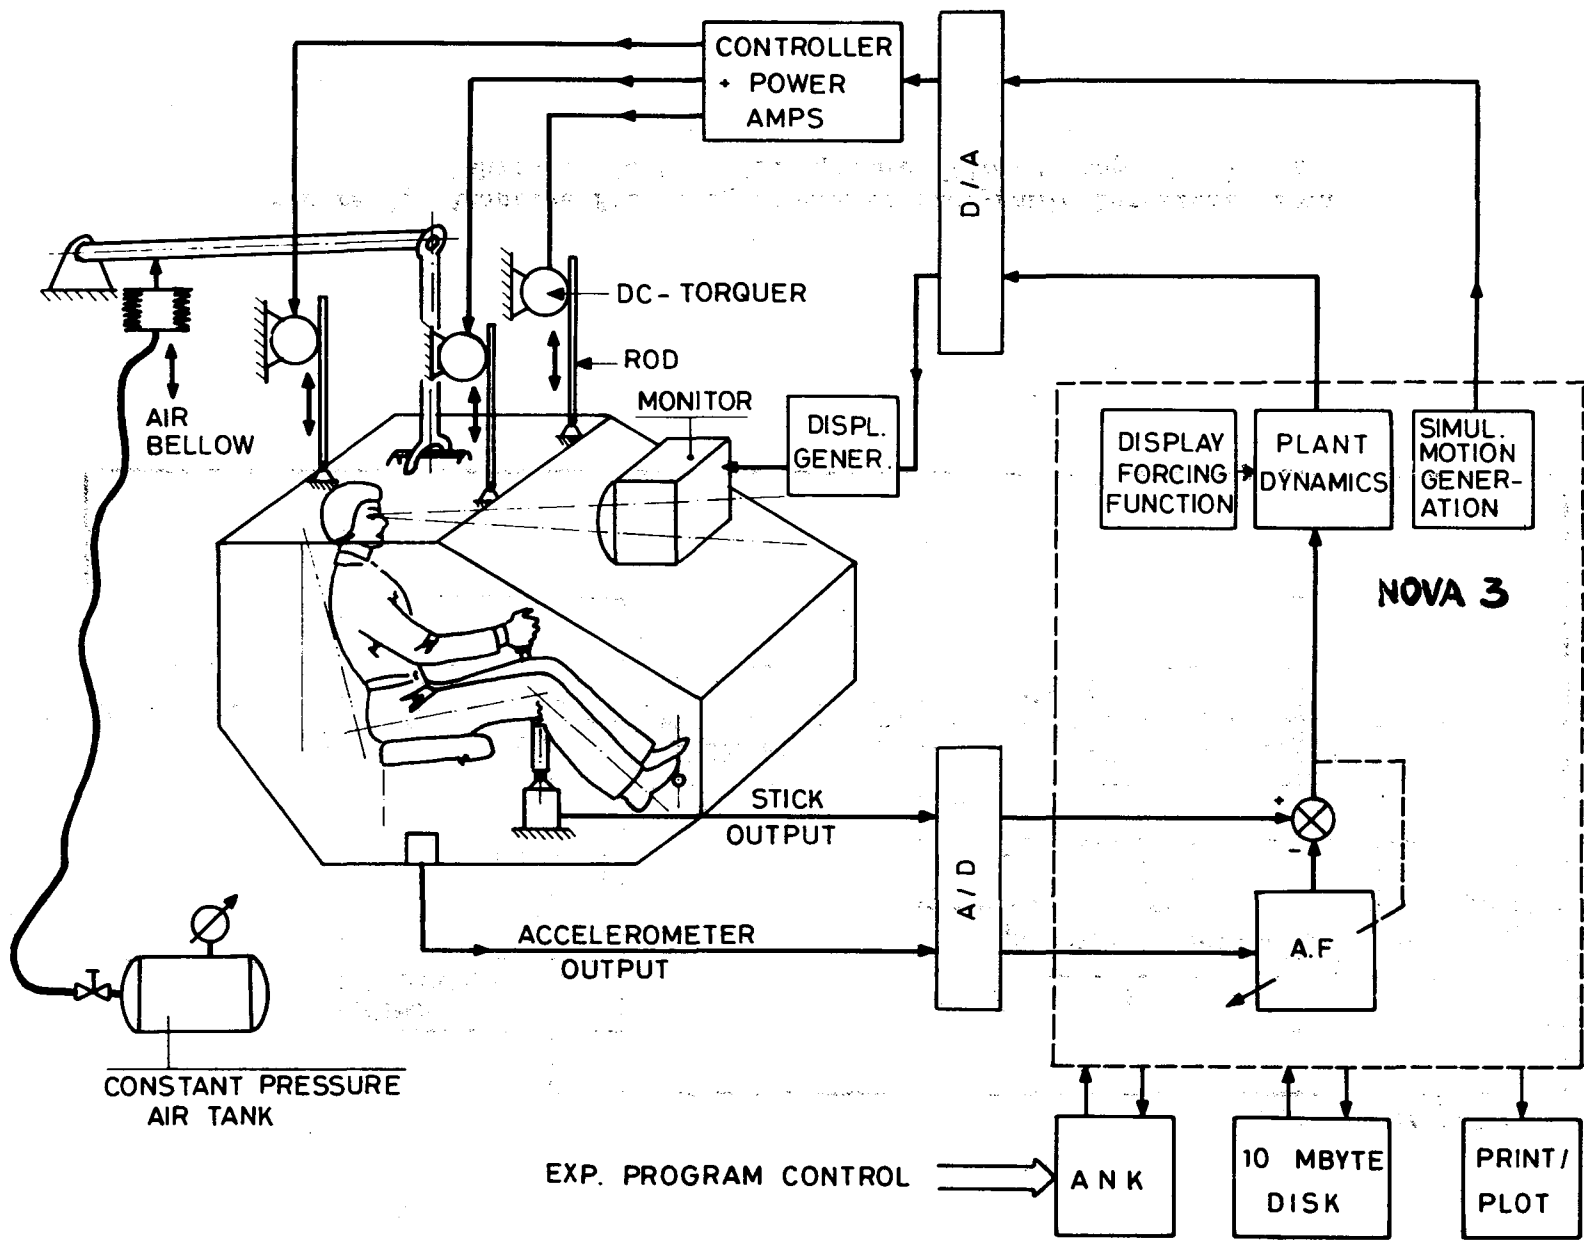 CONTROLLER
+ POWER
AMPS
D/A
DC-TORQUER
ROD
MONITOR
AIR
BELLOW
DISPL.
GENER.
DISPLAY
FORCING
FUNCTION
PLANT
DYNAMICS
SIMUL.
MOTION
GENER-
ATION
NOVA 3
STICK
OUTPUT
+
-
A/D
A.F
ACCELEROMETER
OUTPUT
CONSTANT PRESSURE
AIR TANK
EXP. PROGRAM CONTROL
ANK
10 MBYTE
DISK
PRINT/
PLOT